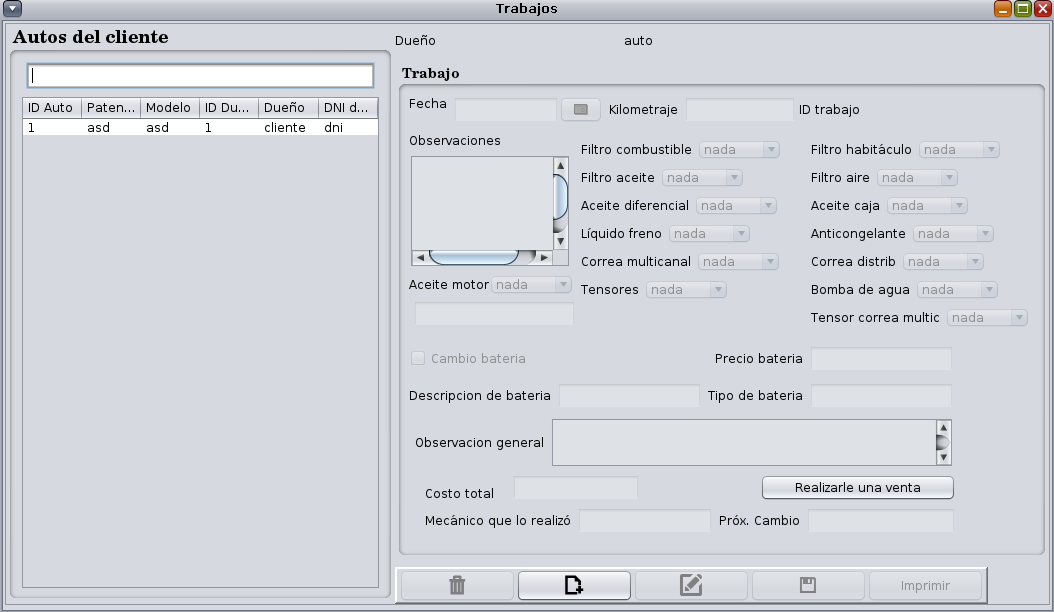 Trabajos
Autos del cliente
ID Auto Paten... Modelo ID Du... Dueño DNI d...
1 asd asd 1 cliente dni
Dueño auto
Trabajo
Fecha Kilometraje ID trabajo
Observaciones
Filtro combustible nada Filtro habitáculo nada
Filtro aceite nada Filtro aire nada
Aceite diferencial nada Aceite caja nada
Líquido freno nada Anticongelante nada
Correa multicanal nada Correa distrib nada
Aceite motor nada Tensores nada Bomba de agua nada
Tensor correa multic nada
Cambio bateria Precio bateria
Descripcion de bateria Tipo de bateria
Observacion general
Costo total Realizarle una venta
Mecánico que lo realizó Próx. Cambio
Imprimir